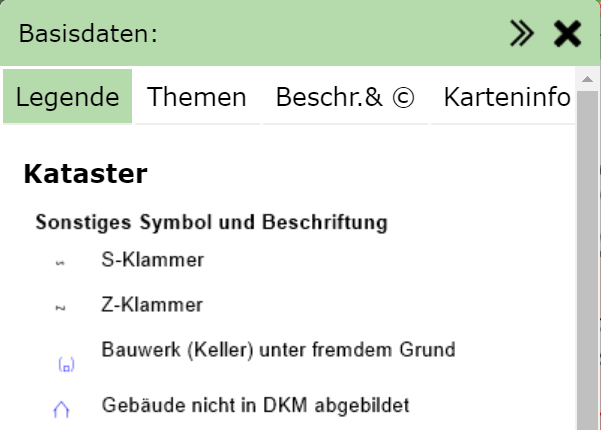 Basisdaten:
Legende Themen Beschr.& © Karteninfo
Kataster
Sonstiges Symbol und Beschriftung
S-Klammer
Z-Klammer
Bauwerk (Keller) unter fremdem Grund
Gebäude nicht in DKM abgebildet